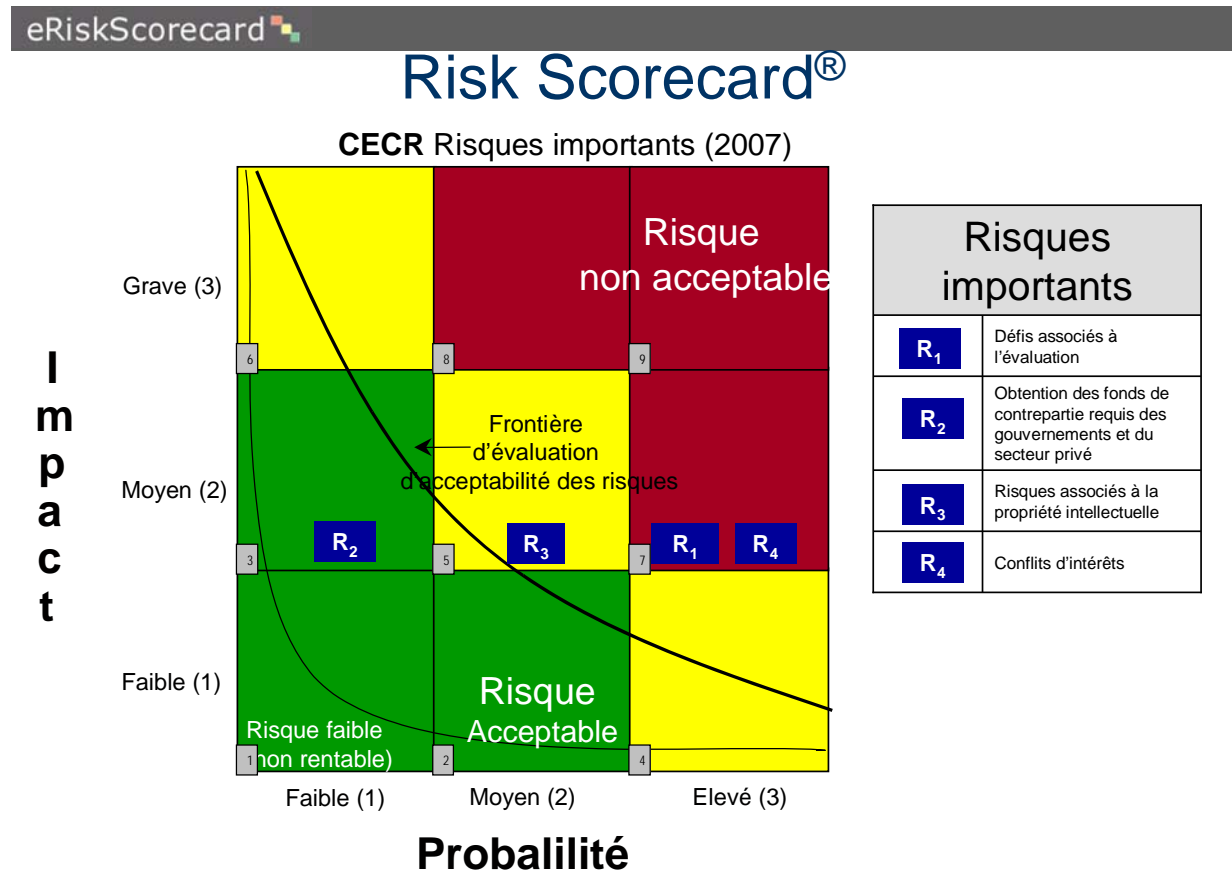 eRiskScorecard
Risk Scorecard®
CECR Risques importants (2007)
Impact
Grave (3)
Moyen (2)
Faible (1)
Risque
non acceptable
6
8
9
Frontière
d'évaluation
d'acceptabilité des risques
R2
R3
R1
R4
3
5
7
Risque
Acceptable
Risque faible
(non rentable)
1
2
4
Faible (1)
Moyen (2)
Elevé (3)
Probalilité
Risques
importants
R1
Défis associés à
l'évaluation
R2
Obtention des fonds de
contrepartie requis des
gouvernements et du
secteur privé
R3
Risques associés à la
propriété intellectuelle
R4
Conflits d'intérêts